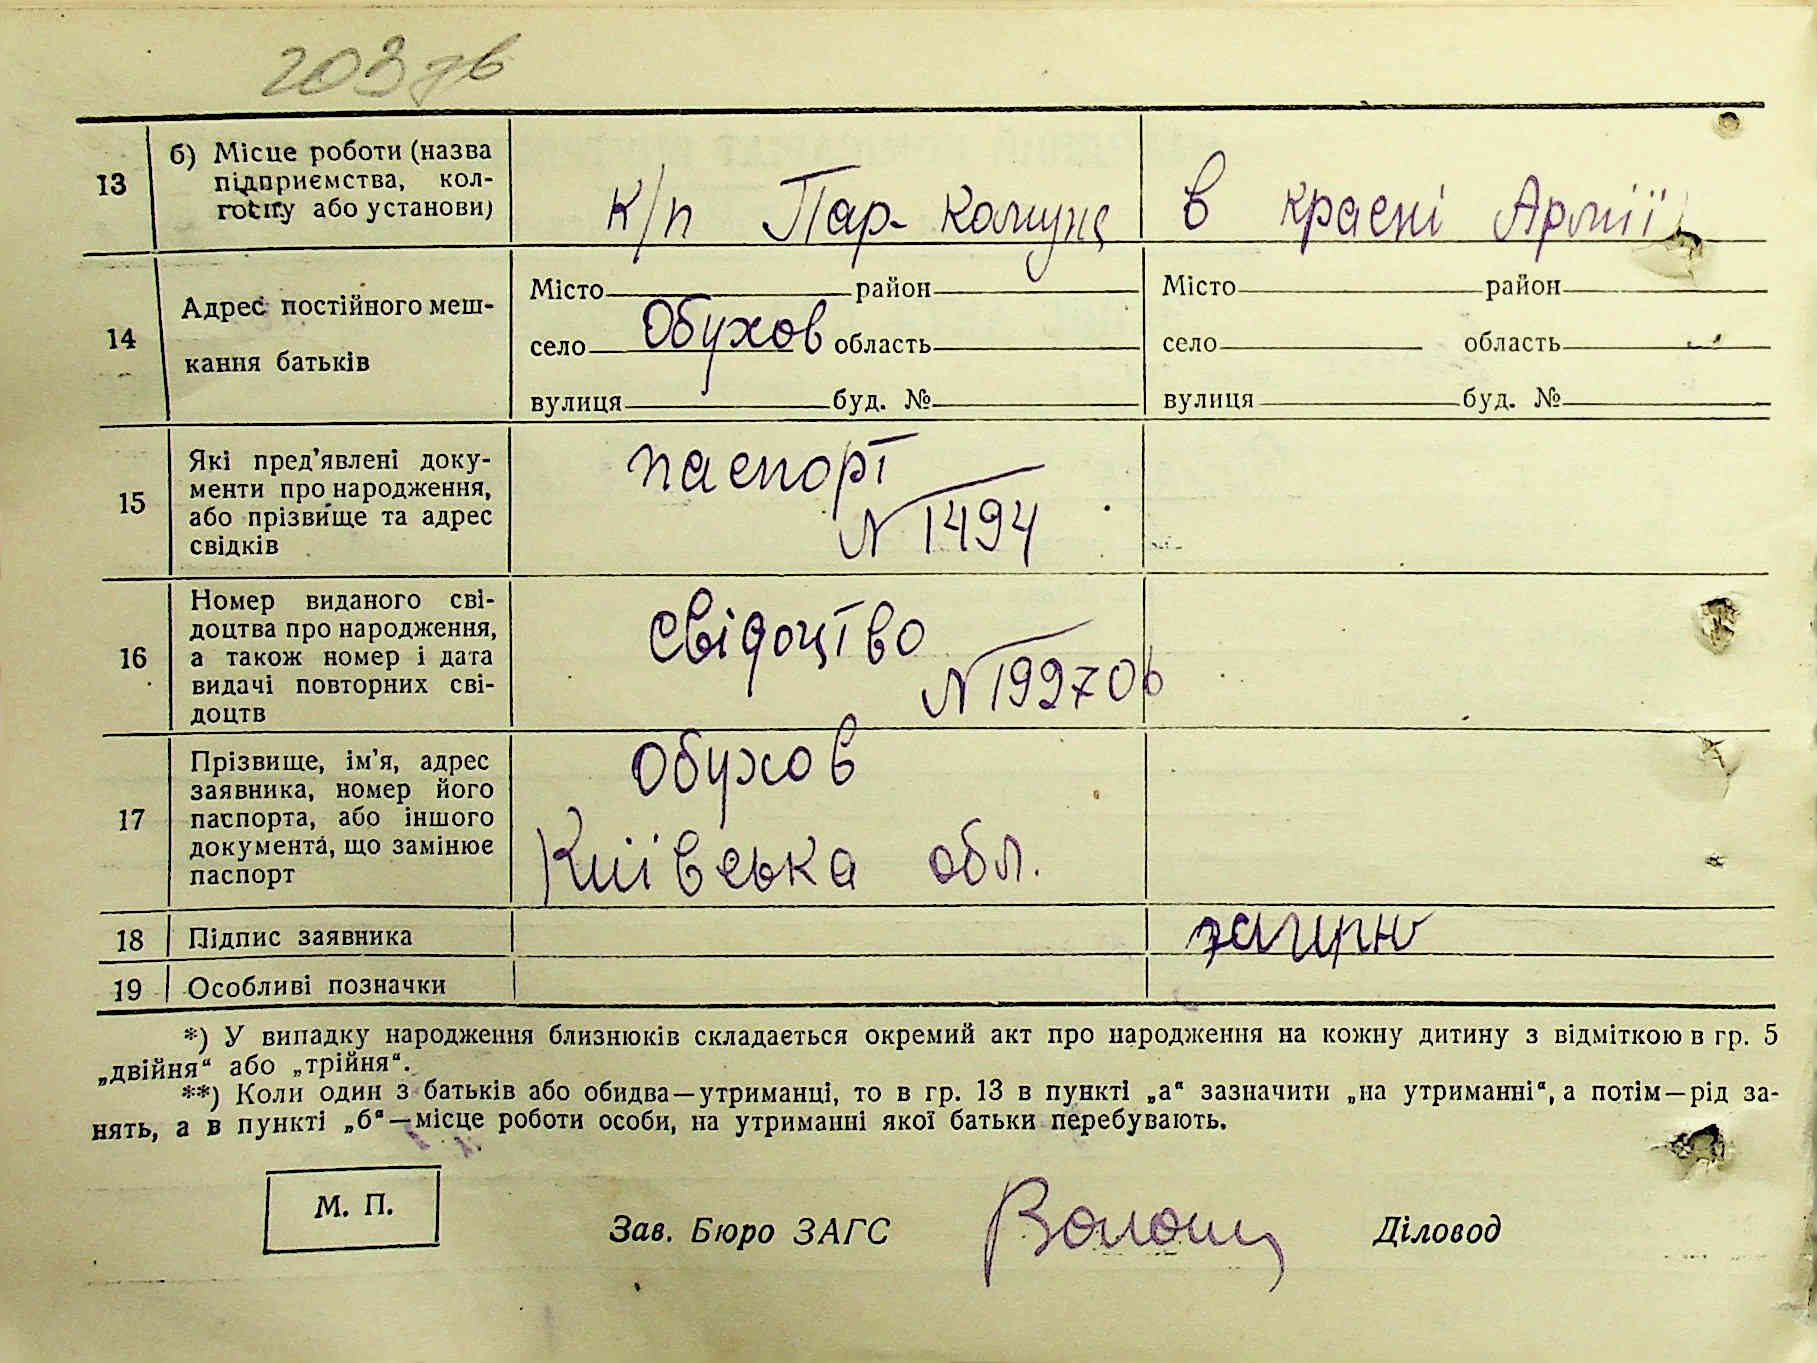 203 зв
13
б) Місце роботи (назва
підприємства, кол-
госпу або установи)
к/п Пар-комуне
в красні Армії
14
Адрес постійного меш-
кання батьків
Місто район
село Обухов область
вулиця буд. №
Місто район
село область
вулиця буд. №
15
Які пред'явлені доку-
менти про народження,
або прізвище та адрес
свідків
паспорт
N 1494
16
Номер виданого сві-
доцтва про народження,
а також номер і дата
видачі повторних сві-
доцтв
свідоцтво
N 199706
17
Прізвище, ім'я, адрес
заявника, номер його
паспорта, або іншого
документа, що замінює
паспорт
Обухов
Київська обл.
18 Підпис заявника
19 Особливі позначки
*) У випадку народження близнюків складається окремий акт про народження на кожну дитину з відміткою в гр. 5
„двійня“ або „трійня“.
**) Коли один з батьків або обидва—утриманці, то в гр. 13 в пункті „а“ зазначити „на утриманні“, а потім—рід за-
нять, а в пункті „б“—місце роботи особи, на утриманні якої батьки перебувають.
М. П.
Зав. Бюро ЗАГС
Діловод